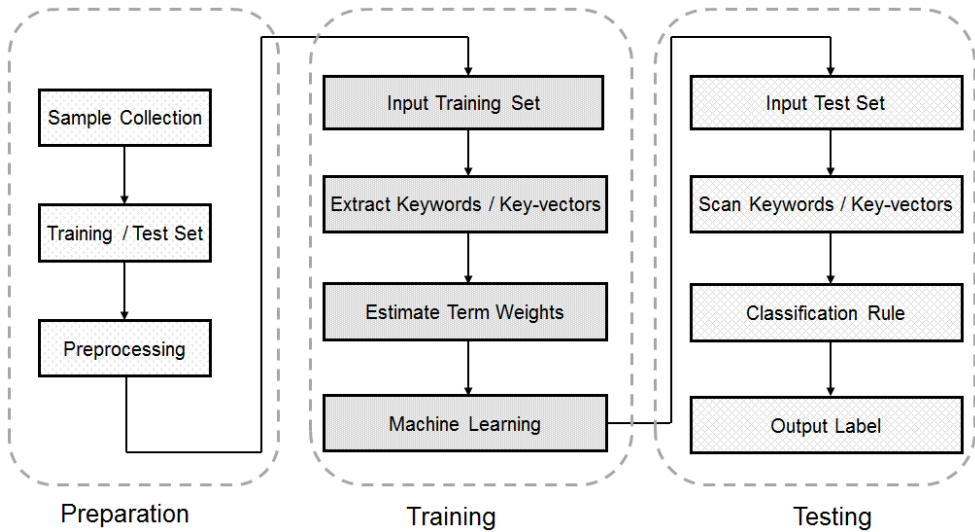 Sample Collection
Training / Test Set
Preprocessing
Preparation
Input Training Set
Extract Keywords / Key-vectors
Estimate Term Weights
Machine Learning
Training
Input Test Set
Scan Keywords / Key-vectors
Classification Rule
Output Label
Testing